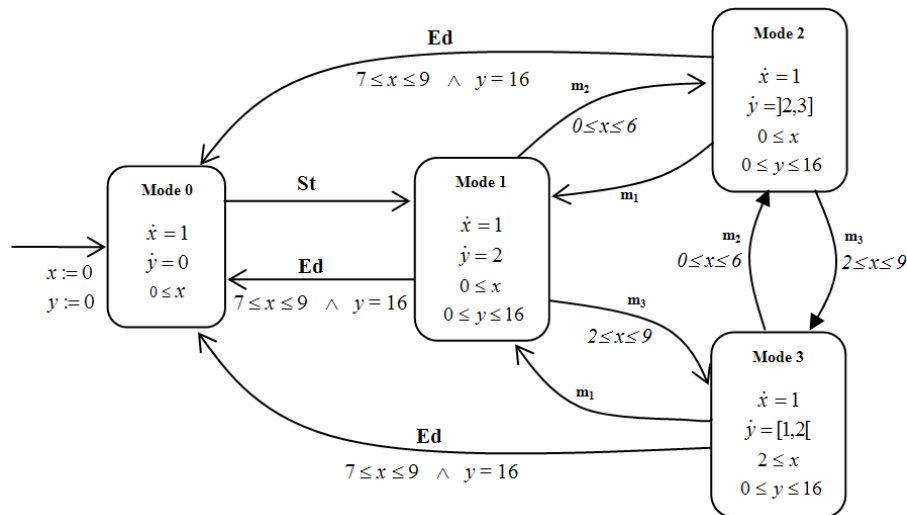 Ed
7 ≤ x ≤ 9 ∧ y = 16
m₂
0≤x≤6
Mode 2
ẋ = 1
ẏ =]2,3]
0 ≤ x
0 ≤ y ≤ 16
m₁
Mode 0
ẋ = 1
ẏ = 0
0 ≤ x
x := 0
y := 0
St
Ed
7 ≤ x ≤ 9 ∧ y = 16
Mode 1
ẋ = 1
ẏ = 2
0 ≤ x
0 ≤ y ≤ 16
m₂
0≤x≤6
m₃
2≤x≤9
m₃
2≤x≤9
m₁
Mode 3
ẋ = 1
ẏ = [1,2[
2 ≤ x
0 ≤ y ≤ 16
Ed
7 ≤ x ≤ 9 ∧ y = 16